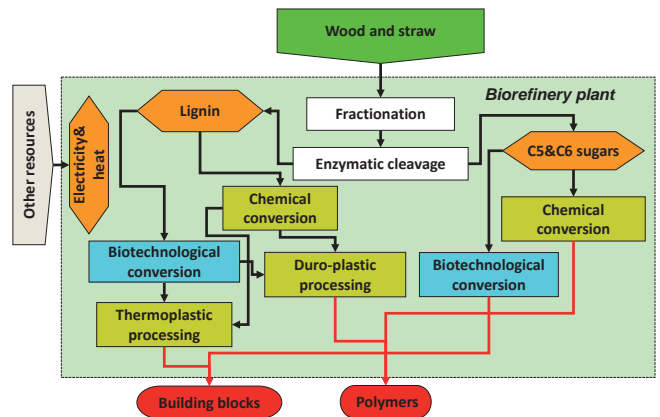 Wood and straw
Biorefinery plant
Lignin
Fractionation
Enzymatic cleavage
C5&C6 sugars
Other resources
Electricity&
heat
Chemical
conversion
Chemical
conversion
Biotechnological
conversion
Duro-plastic
processing
Biotechnological
conversion
Thermoplastic
processing
Building blocks
Polymers